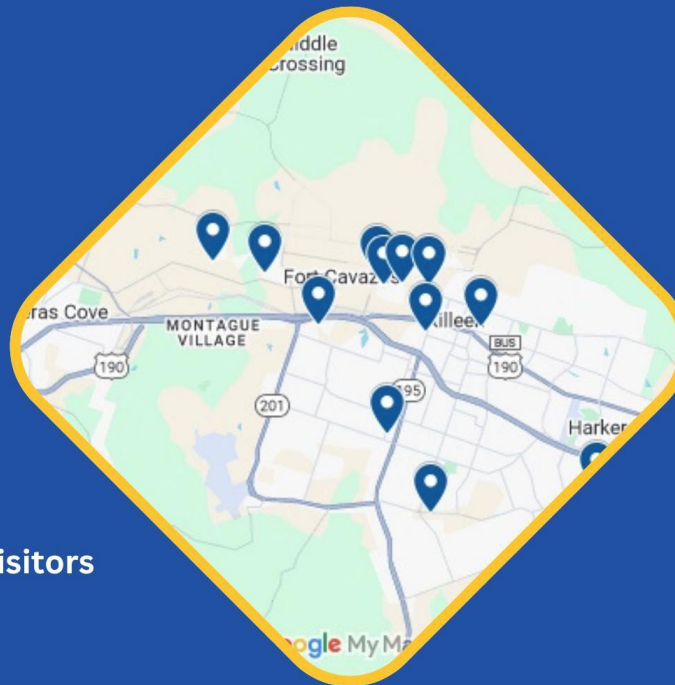 iddle
Crossing
Fort Cavazos
ras Cove
MONTAGUE
VILLAGE
Killeen
BUS
190
190
201
195
Harker
isitors
ogle My Ma